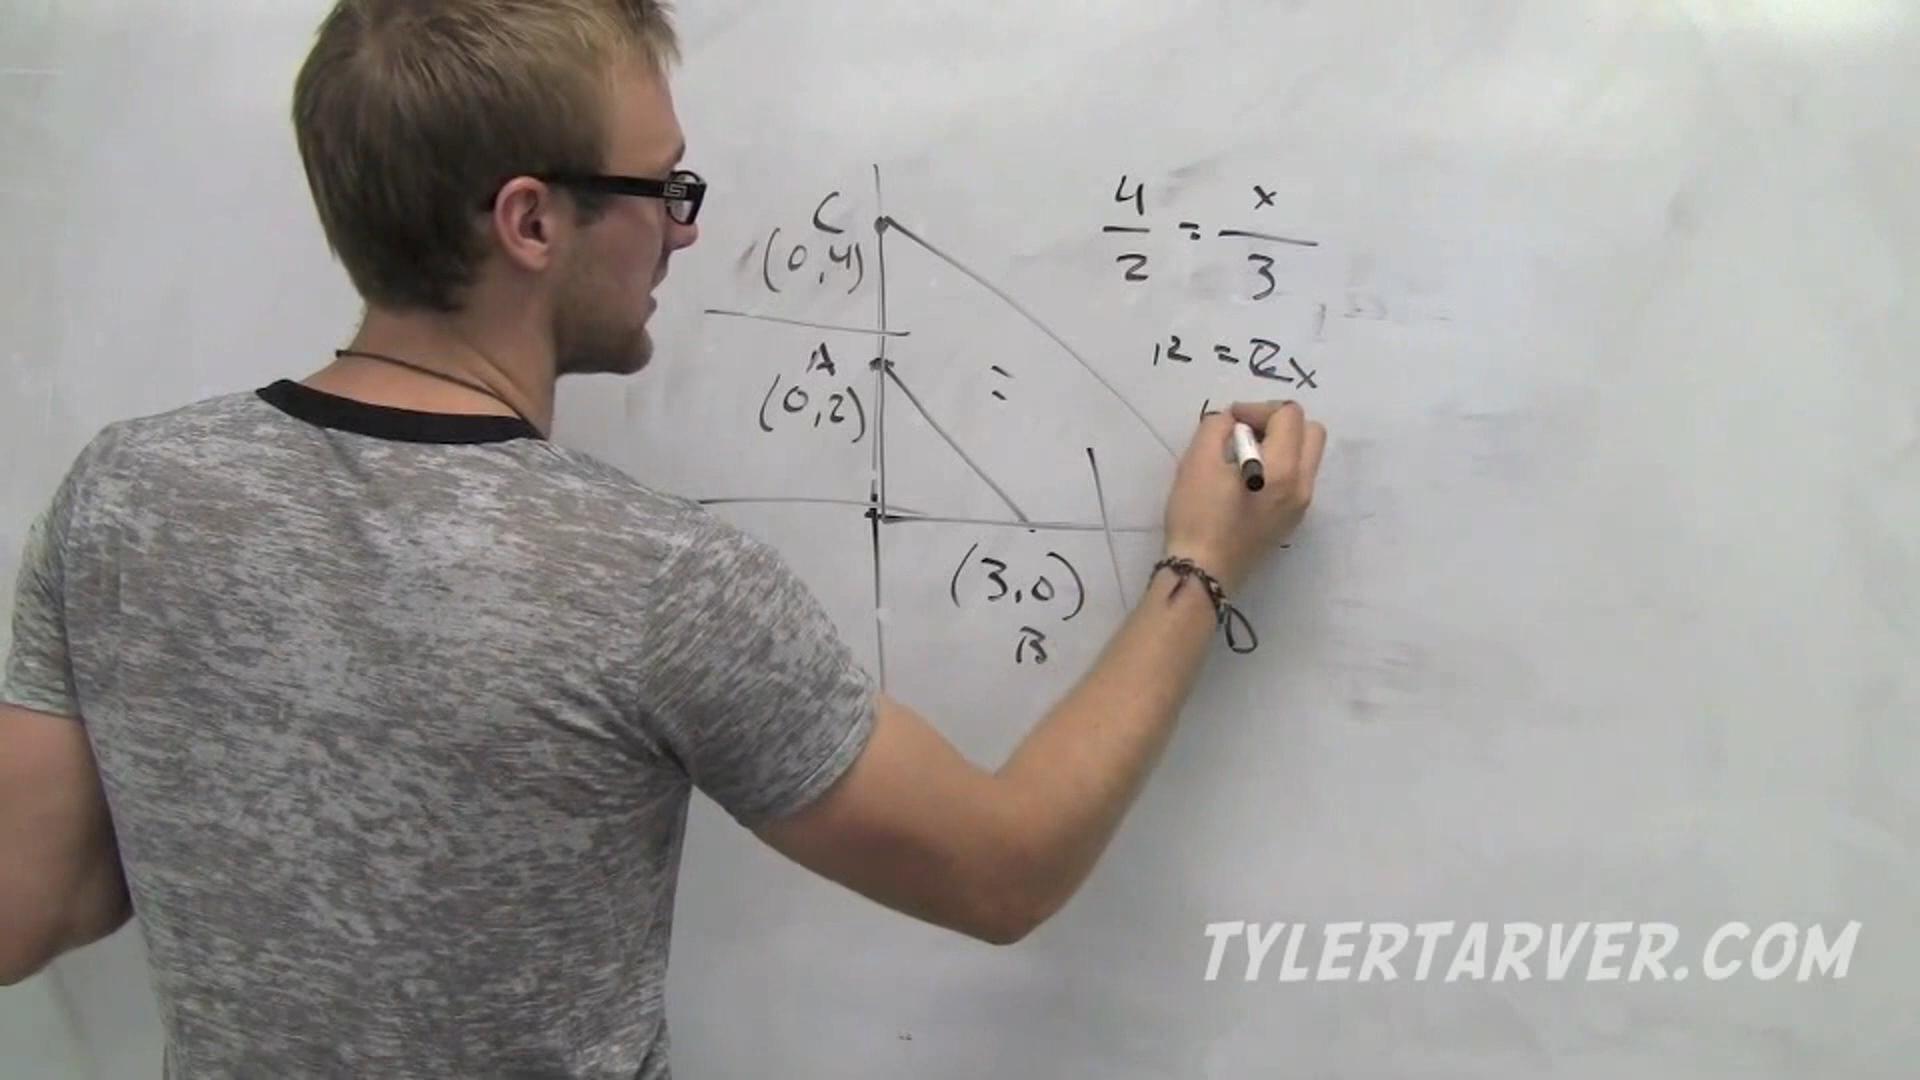 C
(0,4)
A
(0,2)
=
(3,0)
B
4/2 = x/3
12 = 2x
TYLERTARVER.COM